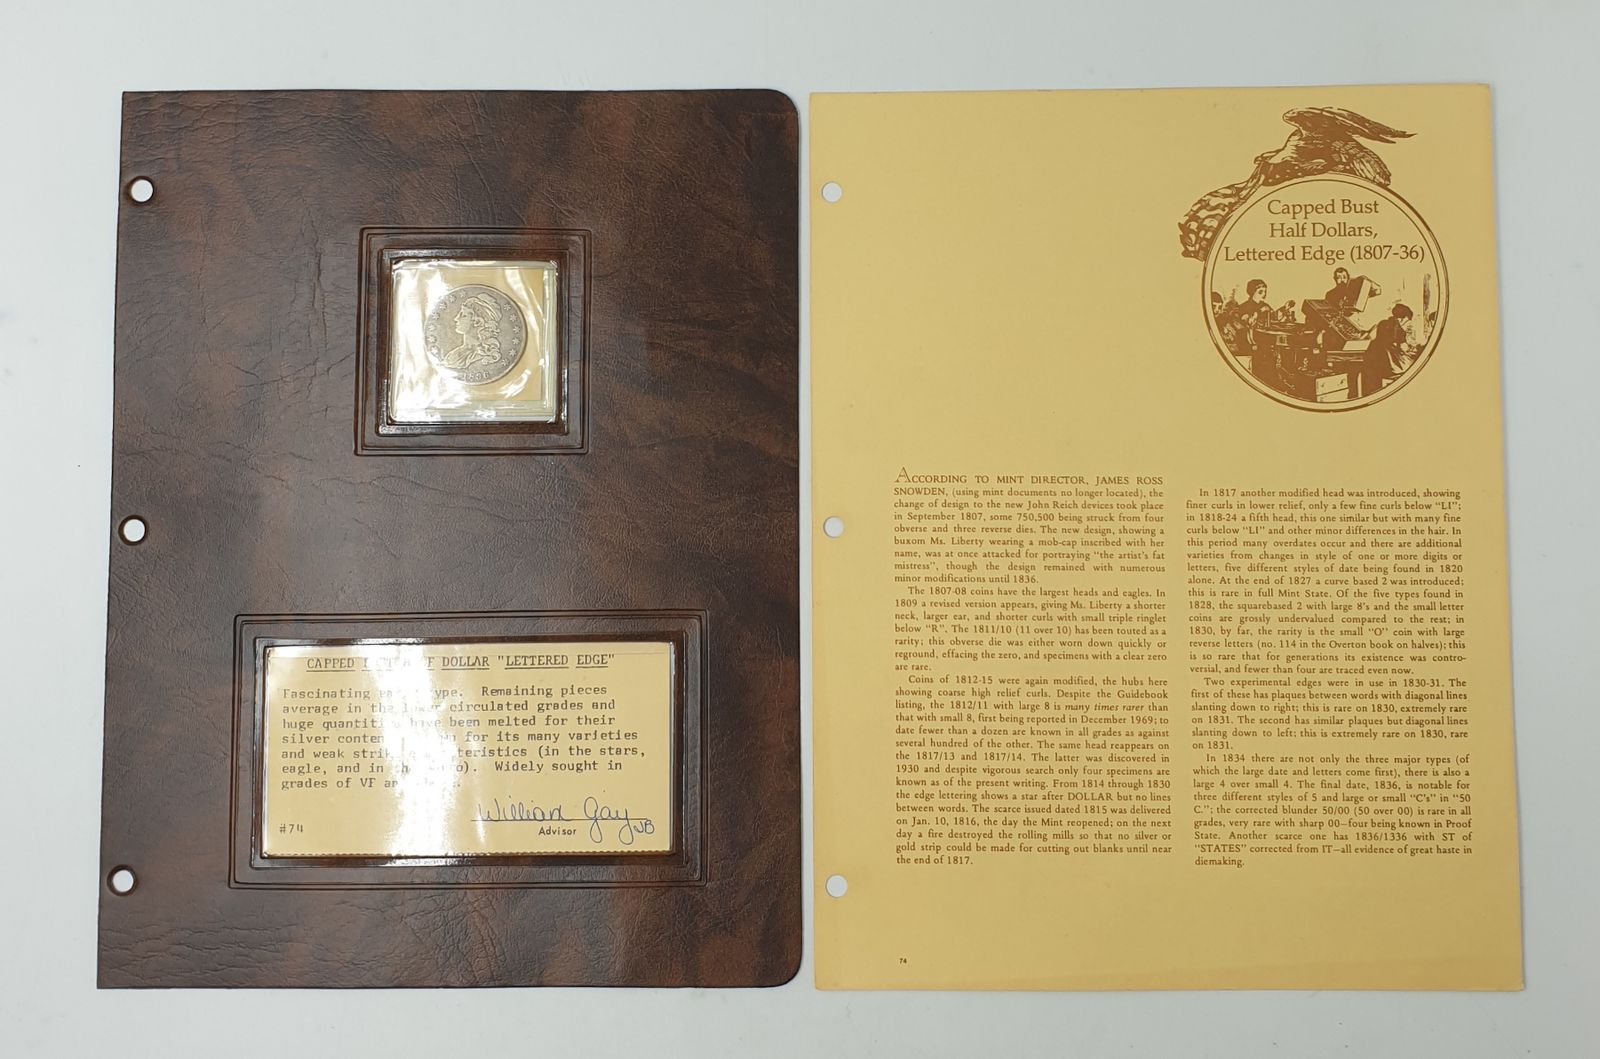 1836
CAPPED BUST HALF DOLLAR "LETTERED EDGE"
Fascinating type. Remaining pieces
average in the lower circulated grades and
huge quantities have been melted for their
silver content. for its many varieties
and weak strike characteristics (in the stars,
eagle, and in the motto). Widely sought in
grades of VF and
William Gay JB
Advisor
#74
Capped Bust
Half Dollars,
Lettered Edge (1807-36)
ACCORDING TO MINT DIRECTOR, JAMES ROSS
SNOWDEN, (using mint documents no longer located), the
change of design to the new John Reich devices took place
in September 1807, some 750,500 being struck from four
obverse and three reverse dies. The new design, showing a
buxom Ms. Liberty wearing a mob-cap inscribed with her
name, was at once attacked for portraying "the artist's fat
mistress", though the design remained with numerous
minor modifications until 1836.
The 1807-08 coins have the largest heads and eagles. In
1809 a revised version appears, giving Ms. Liberty a shorter
neck, larger ear, and shorter curls with small triple ringlet
below "R". The 1811/10 (11 over 10) has been touted as a
rarity; this obverse die was either worn down quickly or
reground, effacing the zero, and specimens with a clear zero
are rare.
Coins of 1812-15 were again modified, the hubs here
showing coarse high relief curls. Despite the Guidebook
listing, the 1812/11 with large 8 is many times rarer than
that with small 8, first being reported in December 1969; to
date fewer than a dozen are known in all grades as against
several hundred of the other. The same head reappears on
the 1817/13 and 1817/14. The latter was discovered in
1930 and despite vigorous search only four specimens are
known as of the present writing. From 1814 through 1830
the edge lettering shows a star after DOLLAR but no lines
between words. The scarce issued dated 1815 was delivered
on Jan. 10, 1816, the day the Mint reopened; on the next
day a fire destroyed the rolling mills so that no silver or
gold strip could be made for cutting out blanks until near
the end of 1817.
In 1817 another modified head was introduced, showing
finer curls in lower relief, only a few fine curls below "LI";
in 1818-24 a fifth head, this one similar but with many fine
curls below "LI" and other minor differences in the hair. In
this period many overdates occur and there are additional
varieties from changes in style of one or more digits or
letters, five different styles of date being found in 1820
alone. At the end of 1827 a curve based 2 was introduced;
this is rare in full Mint State. Of the five types found in
1828, the squarebased 2 with large 8's and the small letter
coins are grossly undervalued compared to the rest; in
1830, by far, the rarity is the small "O" coin with large
reverse letters (no. 114 in the Overton book on halves); this
is so rare that for generations its existence was contro-
versial, and fewer than four are traced even now.
Two experimental edges were in use in 1830-31. The
first of these has plaques between words with diagonal lines
slanting down to right; this is rare on 1830, extremely rare
on 1831. The second has similar plaques but diagonal lines
slanting down to left; this is extremely rare on 1830, rare
on 1831.
In 1834 there are not only the three major types (of
which the large date and letters come first), there is also a
large 4 over small 4. The final date, 1836, is notable for
three different styles of 5 and large or small "C's" in "50
C."; the corrected blunder 50/00 (50 over 00) is rare in all
grades, very rare with sharp 00—four being known in Proof
State. Another scarce one has 1836/1336 with ST of
"STATES" corrected from IT—all evidence of great haste in
diemaking.
74